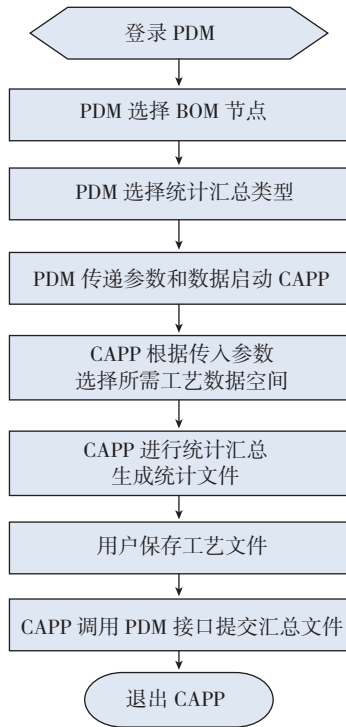 登录 PDM
PDM 选择 BOM 节点
PDM 选择统计汇总类型
PDM 传递参数和数据启动 CAPP
CAPP 根据传入参数
选择所需工艺数据空间
CAPP 进行统计汇总
生成统计文件
用户保存工艺文件
CAPP 调用 PDM 接口提交汇总文件
退出 CAPP